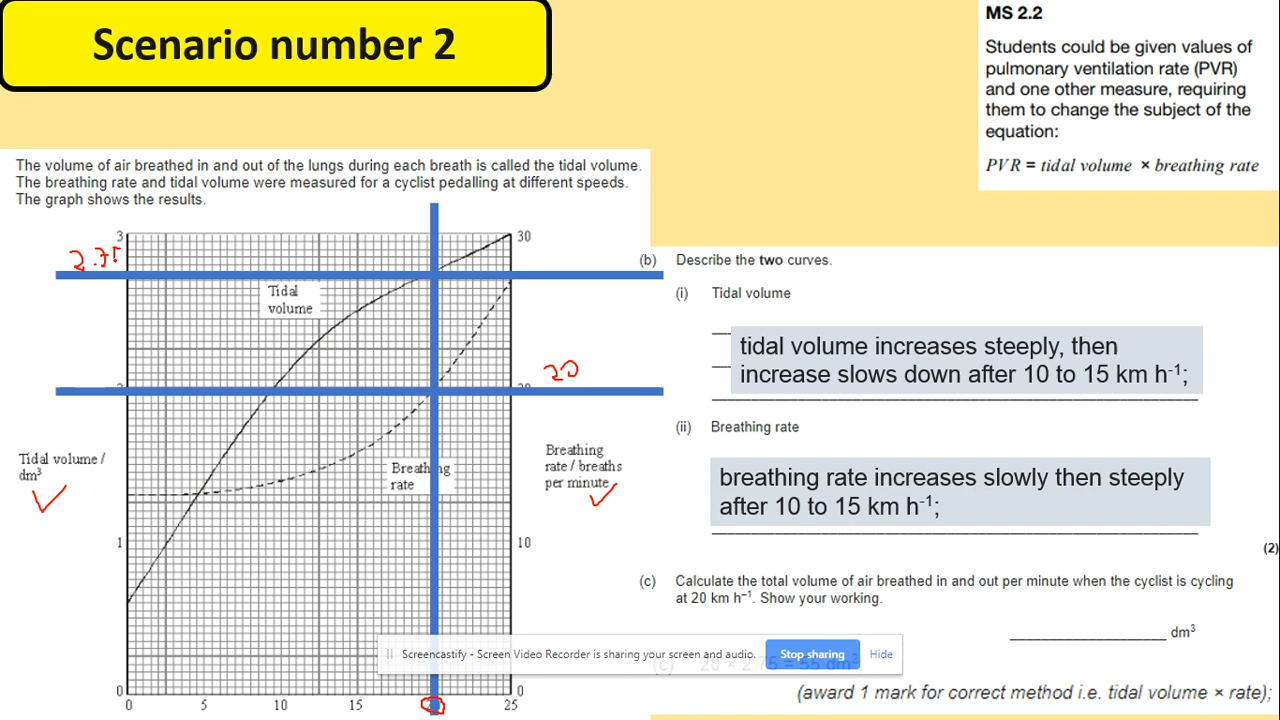 Scenario number 2
MS 2.2
Students could be given values of
pulmonary ventilation rate (PVR)
and one other measure, requiring
them to change the subject of the
equation:
PVR = tidal volume × breathing rate
The volume of air breathed in and out of the lungs during each breath is called the tidal volume.
The breathing rate and tidal volume were measured for a cyclist pedalling at different speeds.
The graph shows the results.
3
30
2.75
Tidal
volume
20
Tidal volume /
dm³
Breathing
rate
Breathing
rate / breaths
per minute
1
10
0
0
0
5
10
15
25
(b) Describe the two curves.
(i) Tidal volume
tidal volume increases steeply, then
increase slows down after 10 to 15 km h⁻¹;
(ii) Breathing rate
breathing rate increases slowly then steeply
after 10 to 15 km h⁻¹;
(2)
(c) Calculate the total volume of air breathed in and out per minute when the cyclist is cycling
at 20 km h⁻¹. Show your working.
dm³
Screencastify - Screen Video Recorder is sharing your screen and audio.
Stop sharing
Hide
(c) 20 × 2.75 = 55 dm³
(award 1 mark for correct method i.e. tidal volume × rate);